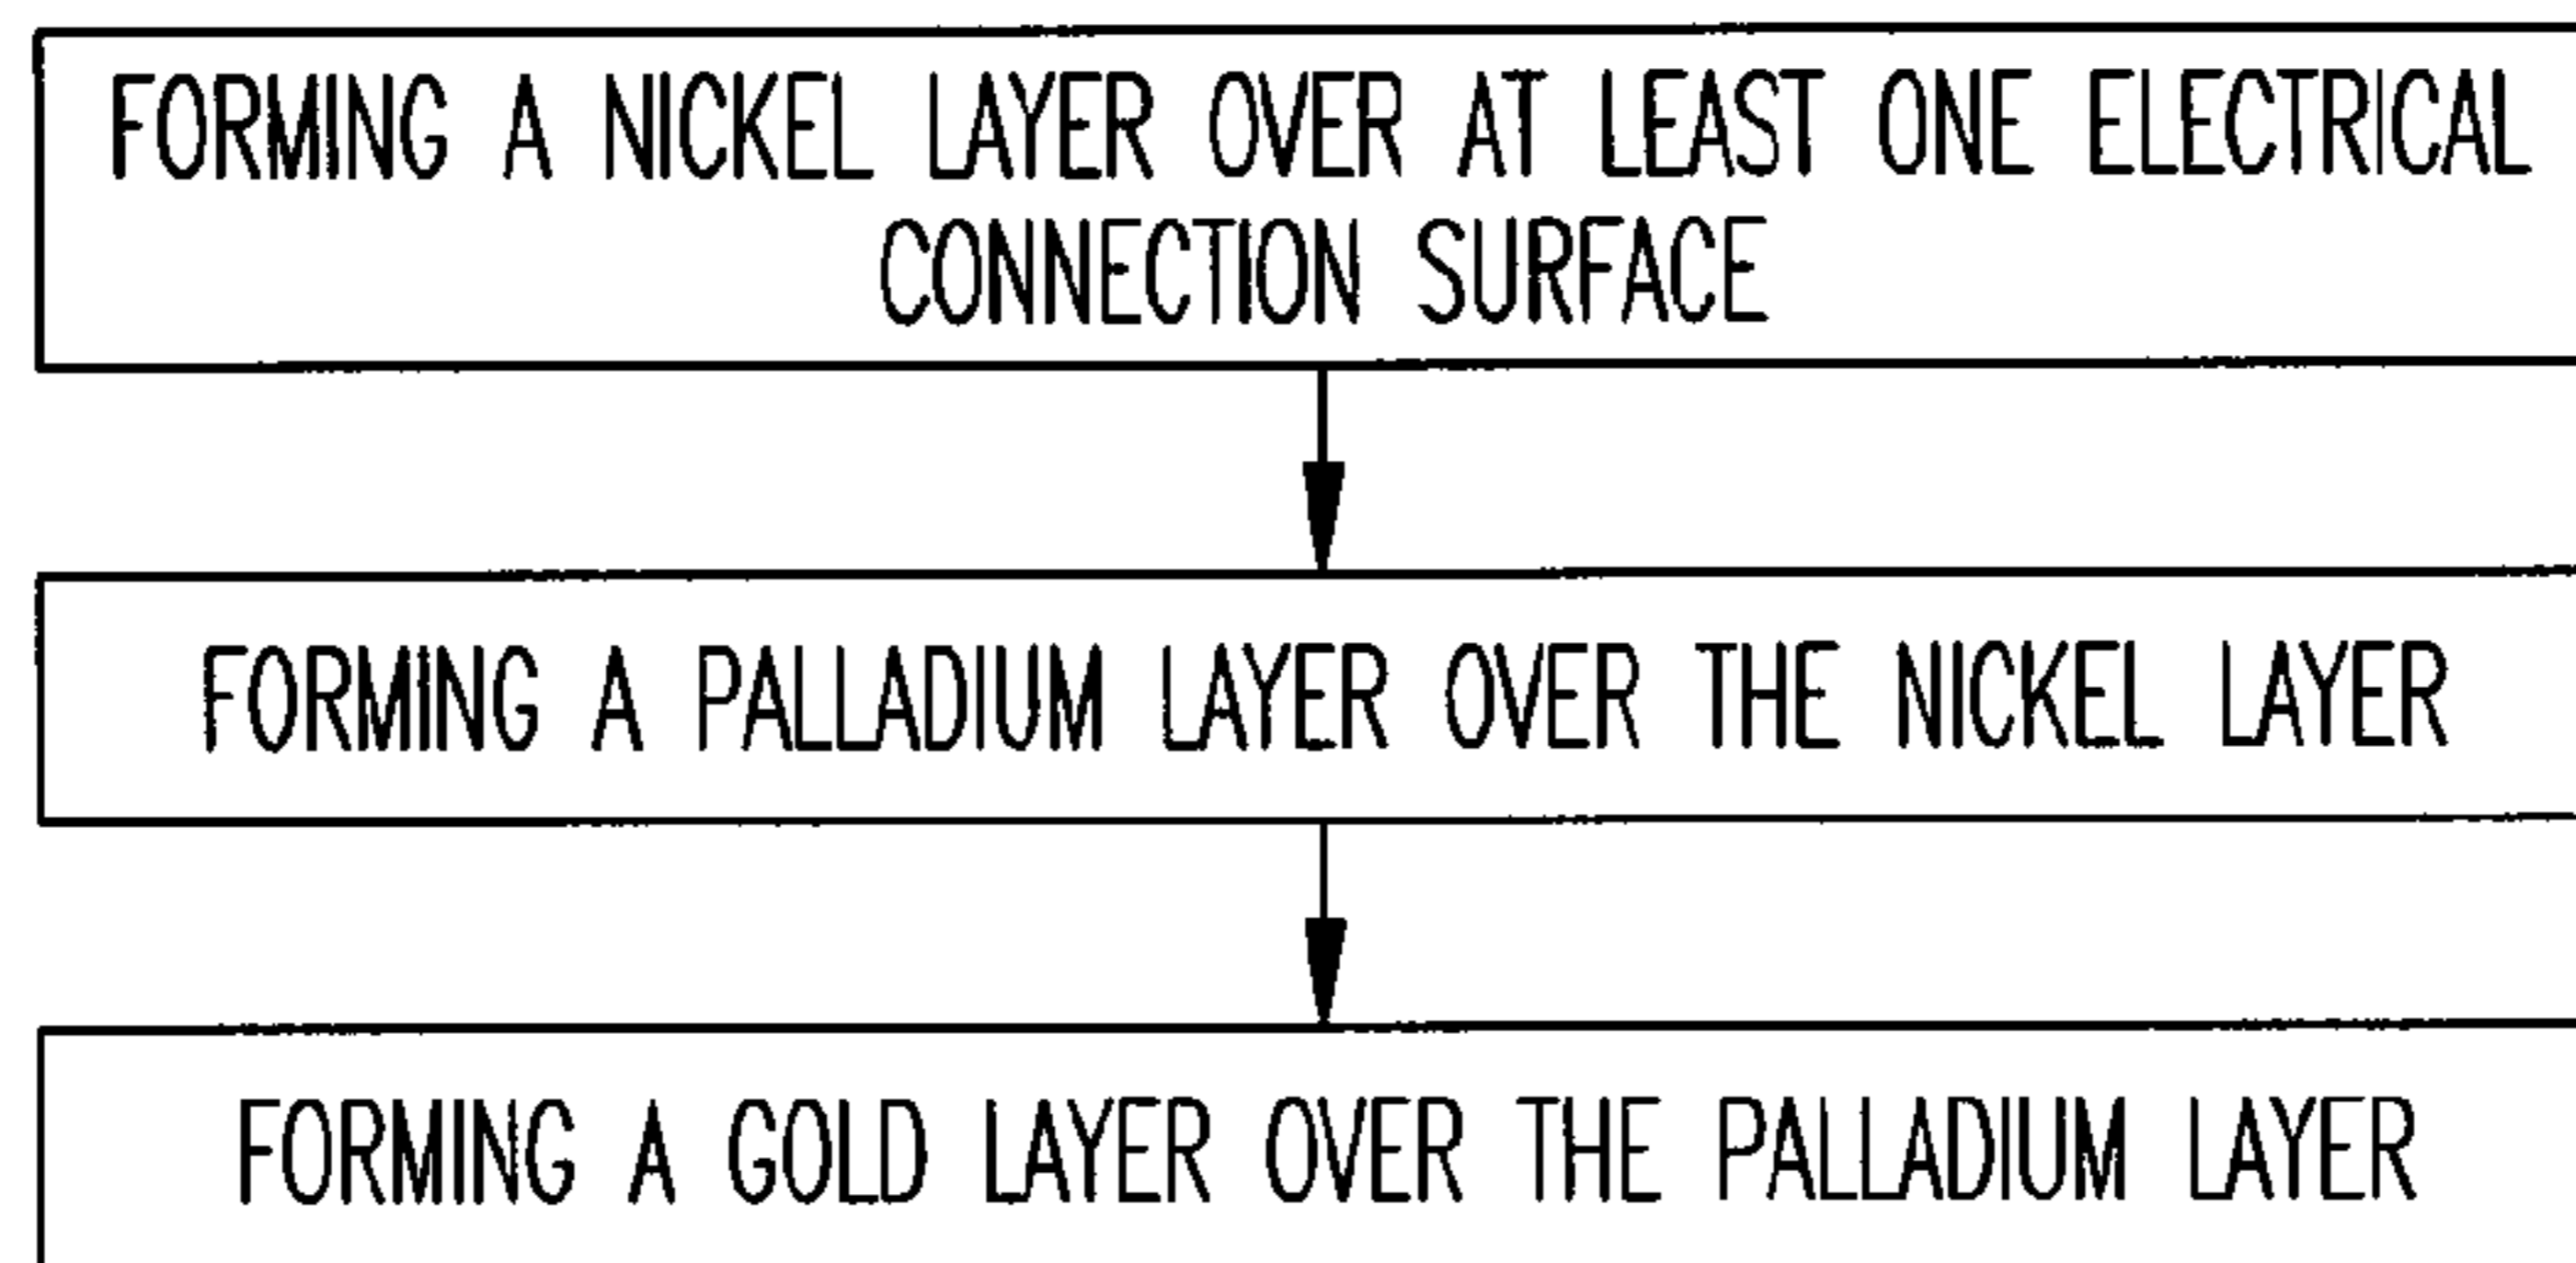 FORMING A NICKEL LAYER OVER AT LEAST ONE ELECTRICAL
CONNECTION SURFACE
FORMING A PALLADIUM LAYER OVER THE NICKEL LAYER
FORMING A GOLD LAYER OVER THE PALLADIUM LAYER